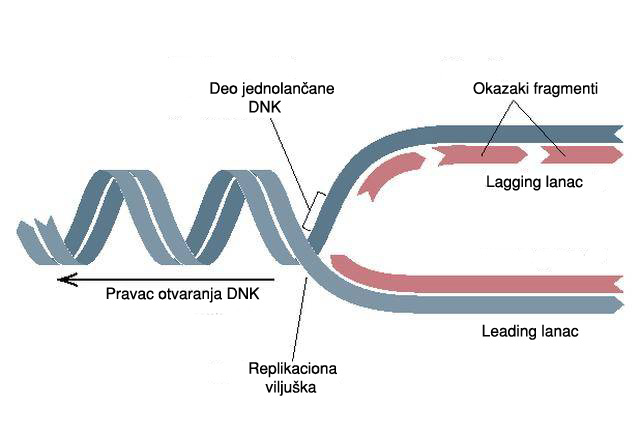 Deo jednolančane
DNK
Okazaki fragmenti
Lagging lanac
Pravac otvaranja DNK
Leading lanac
Replikaciona
viljuška